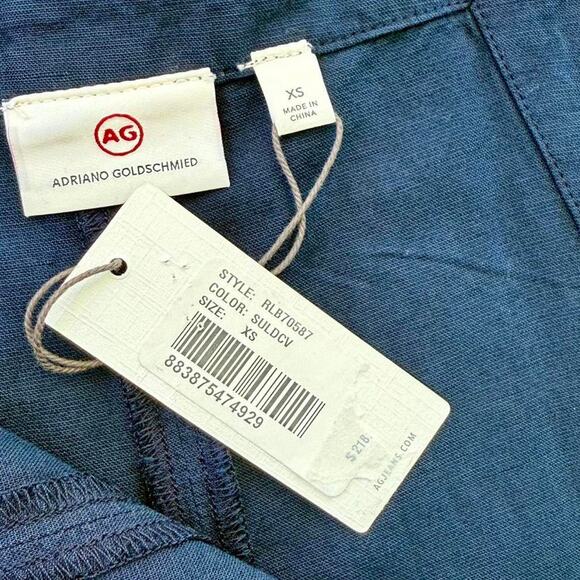 AG
ADRIANO GOLDSCHMIED
XS
MADE IN
CHINA
STYLE: RLB70587
COLOR: SULDCV
SIZE: XS
883875474929
$218
AGJEANS.COM